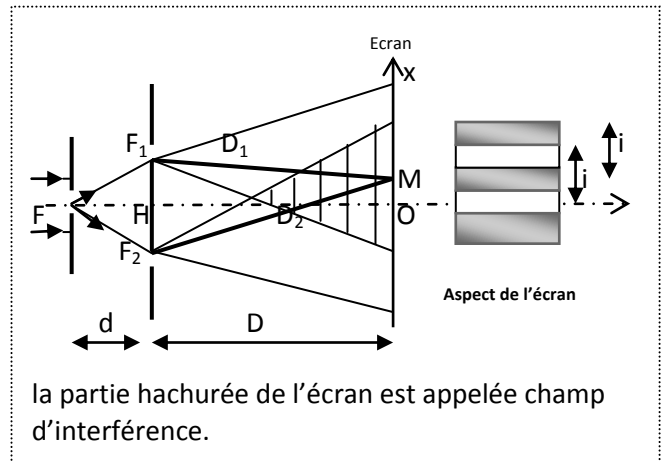 Ecran
x
F₁
D₁
i
M
i
F
H
D₂
O
F₂
Aspect de l'écran
d
D
la partie hachurée de l'écran est appelée champ
d'interférence.